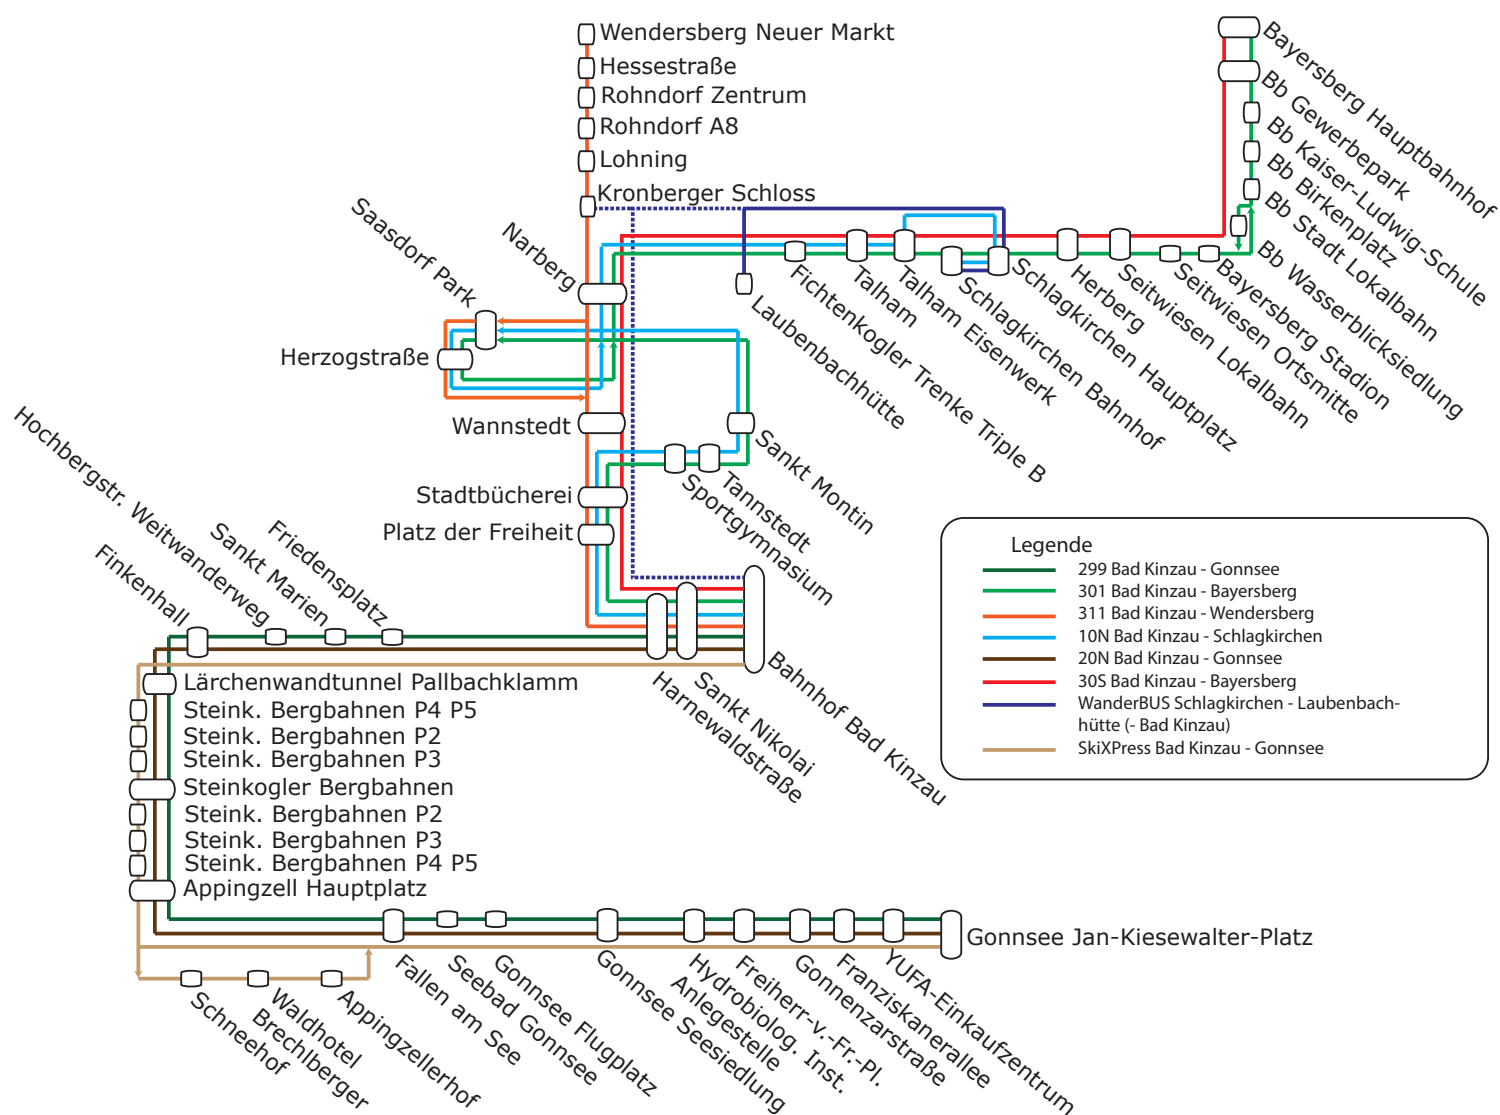 Wendersberg Neuer Markt
Hessestraße
Rohndorf Zentrum
Rohndorf A8
Lohning
Kronberger Schloss
Saasdorf Park
Narberg
Herzogstraße
Wannstedt
Stadtbücherei
Platz der Freiheit
Bayersberg Hauptbahnhof
Bb Gewerbepark
Bb Kaiser-Ludwig-Schule
Bb Birkenplatz
Bb Stadt Lokalbahn
Bb Wasserblicksiedlung
Bayersberg Stadion
Seitwiesen Ortsmitte
Seitwiesen Lokalbahn
Herberg
Schlagkirchen Hauptplatz
Schlagkirchen Bahnhof
Talham Eisenwerk
Talham
Fichtenkogler Trenke Triple B
Laubenbachhütte
Sankt Montin
Tannstedt
Sportgymnasium
Hochbergstr. Weitwanderweg
Finkenhall
Sankt Marien
Friedensplatz
Bahnhof Bad Kinzau
Sankt Nikolai
Harnewaldstraße
Legende
299 Bad Kinzau - Gonnsee
301 Bad Kinzau - Bayersberg
311 Bad Kinzau - Wendersberg
10N Bad Kinzau - Schlagkirchen
20N Bad Kinzau - Gonnsee
30S Bad Kinzau - Bayersberg
WanderBUS Schlagkirchen - Laubenbach-
hütte (- Bad Kinzau)
SkiXPress Bad Kinzau - Gonnsee
Lärchenwandtunnel Pallbachklamm
Steink. Bergbahnen P4 P5
Steink. Bergbahnen P2
Steink. Bergbahnen P3
Steinkogler Bergbahnen
Steink. Bergbahnen P2
Steink. Bergbahnen P3
Steink. Bergbahnen P4 P5
Appingzell Hauptplatz
Gonnsee Jan-Kiesewalter-Platz
Schneehof
Waldhotel
Brechlberger
Appingzellerhof
Fallen am See
Seebad Gonnsee
Gonnsee Flugplatz
Gonnsee Seesiedlung
Hydrobiolog. Inst.
Anlegestelle
Freiherr-v.-Fr.-Pl.
Gonnenzarstraße
Franziskanerallee
YUFA-Einkaufzentrum